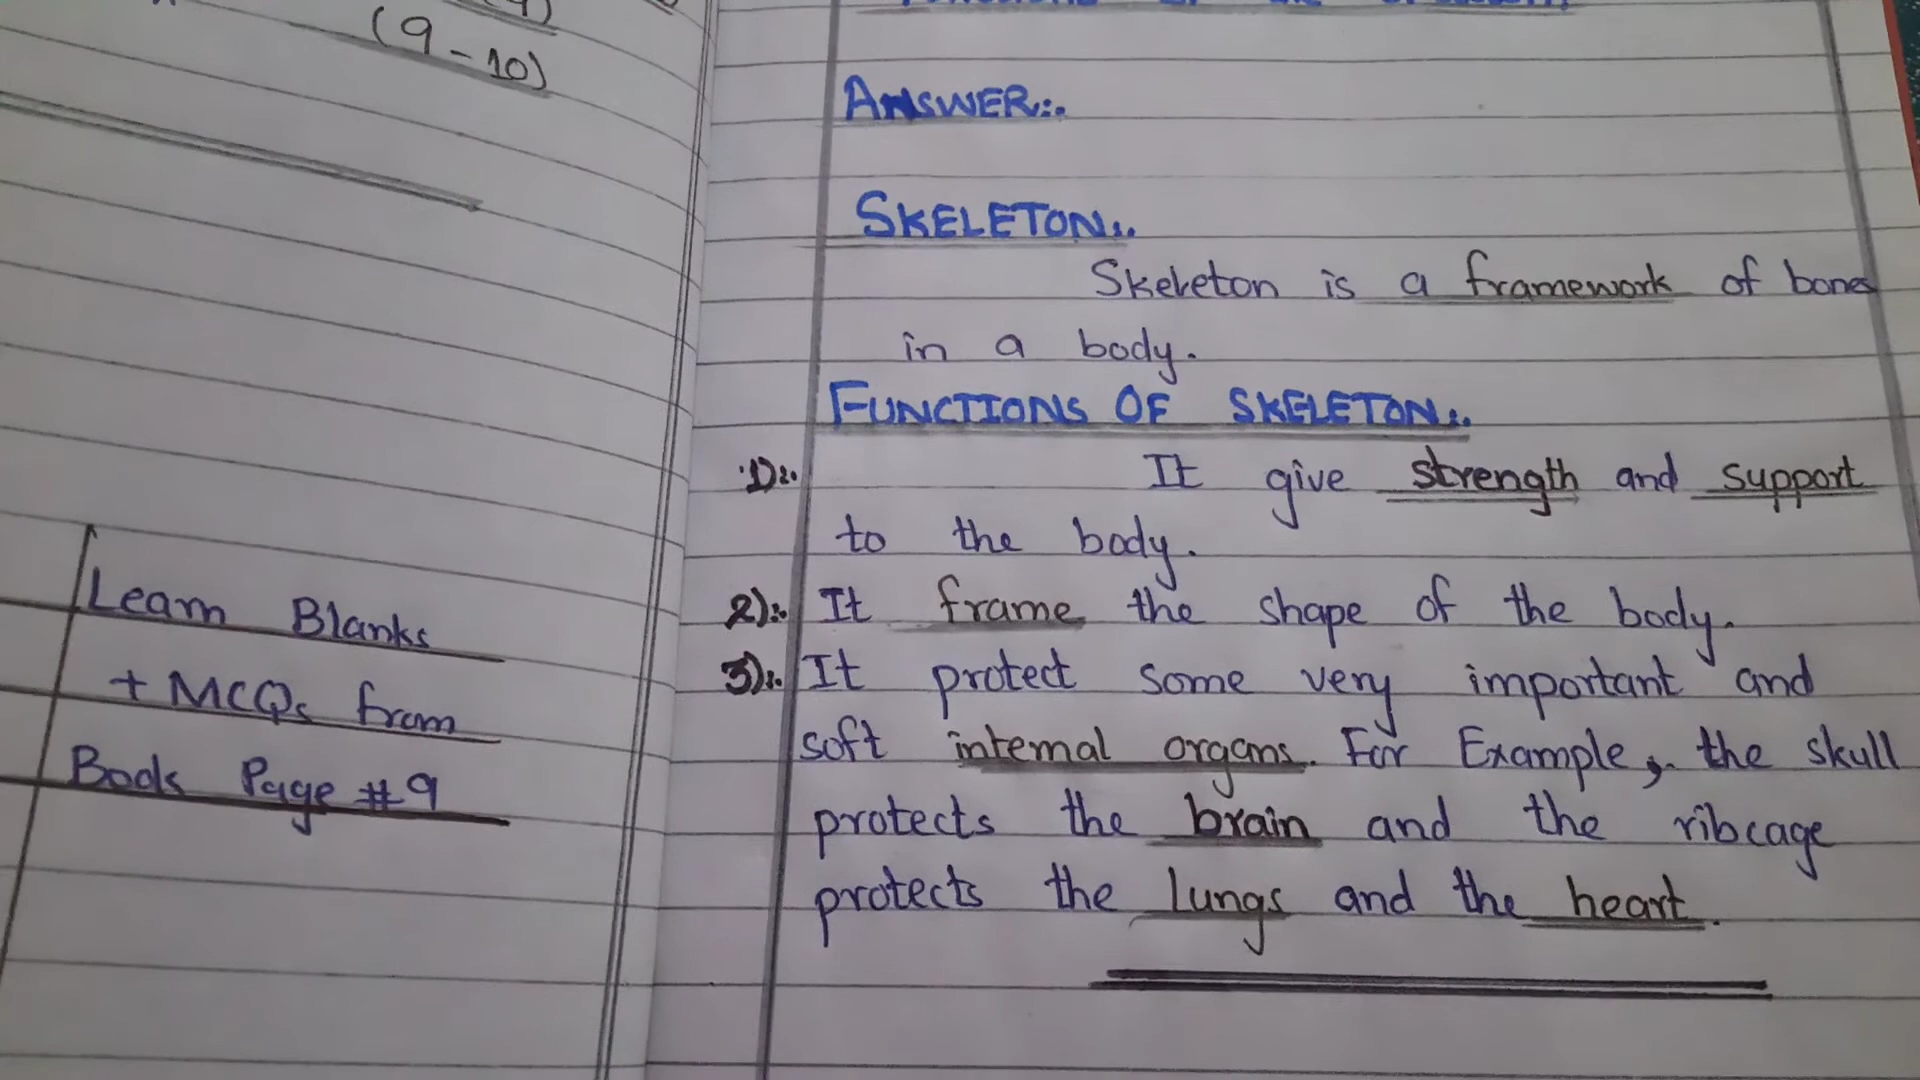 (9-10)
Learn Blanks
+ MCQs from
Book Page #9
ANSWER:.
SKELETON:.
Skeleton is a framework of bones
in a body.
FUNCTIONS OF SKELETON:.
1):. It give strength and support
to the body.
2):. It frame the shape of the body.
3):. It protect some very important and
soft internal organs. For Example, the skull
protects the brain and the ribcage
protects the lungs and the heart.